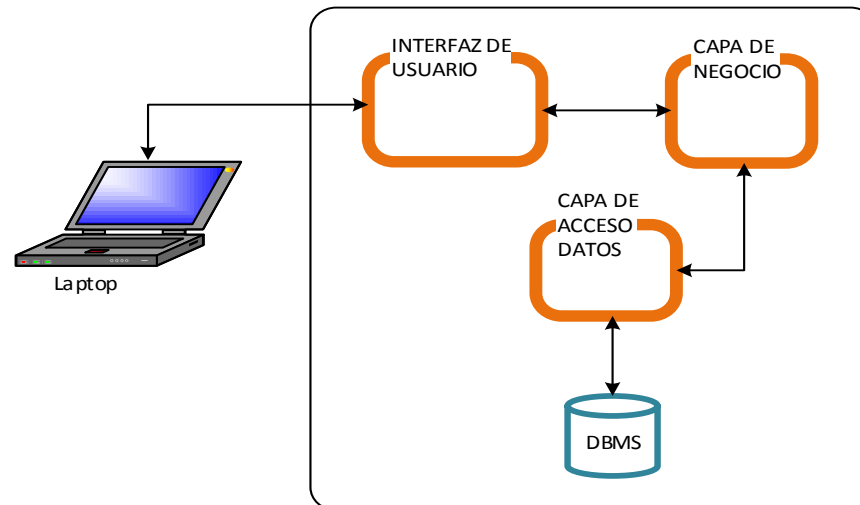 INTERFAZ DE
USUARIO
CAPA DE
NEGOCIO
CAPA DE
ACCESO
DATOS
Laptop
DBMS